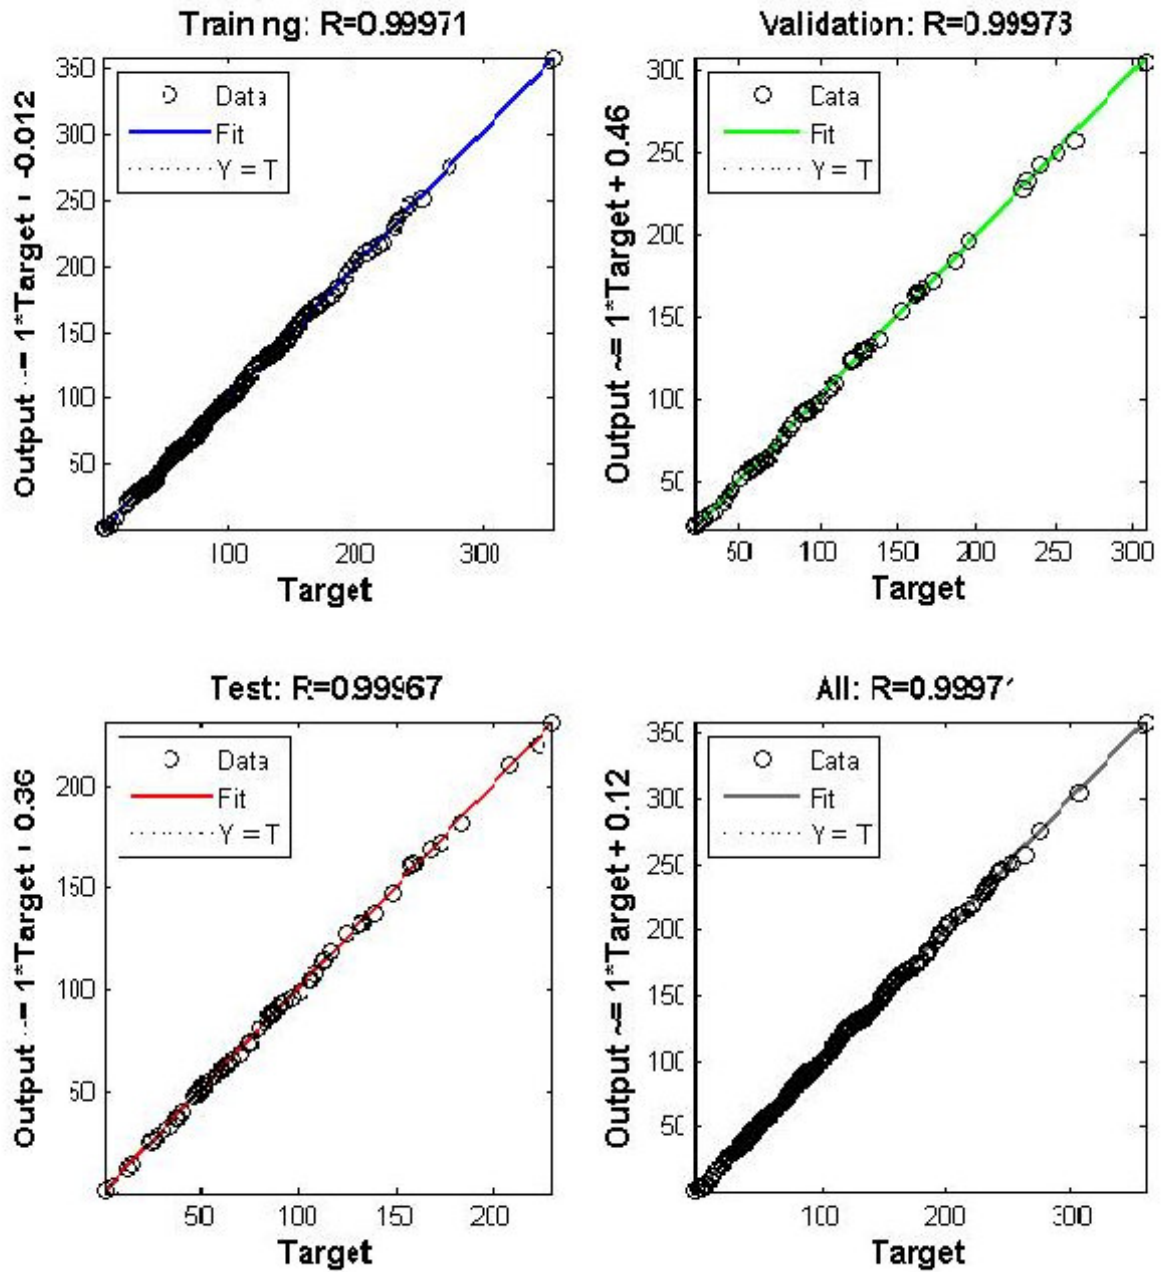 Training: R=0.99971
Output ~= 1*Target + -0.012
350
300
250
200
150
100
50
Data
Fit
Y = T
100 200 300
Target
Validation: R=0.99973
Output ~= 1*Target + 0.46
300
250
200
150
100
50
Data
Fit
50 100 150 200 250 300
Y = T
Target
Test: R=0.99967
Output ~= 1*Target + 0.36
200
150
100
50
Data
Fit
Y = T
50 100 150 200
Target
All: R=0.99971
Output ~= 1*Target + 0.12
350
300
250
200
150
100
50
Data
Fit
Y = T
100 200 300
Target